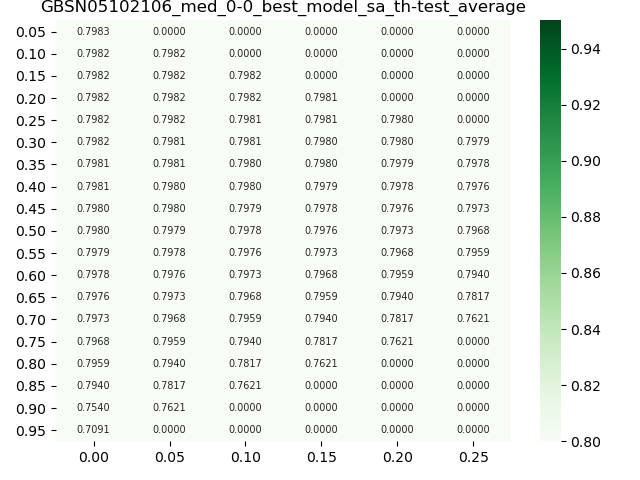 GBSN05102106_med_0-0_best_model_sa_th-test_average
0.05 0.7983 0.0000 0.0000 0.0000 0.0000 0.0000
0.10 0.7982 0.7982 0.0000 0.0000 0.0000 0.0000
0.15 0.7982 0.7982 0.7982 0.0000 0.0000 0.0000
0.20 0.7982 0.7982 0.7982 0.7981 0.0000 0.0000
0.25 0.7982 0.7982 0.7981 0.7981 0.7980 0.0000
0.30 0.7982 0.7981 0.7981 0.7980 0.7980 0.7979
0.35 0.7981 0.7981 0.7980 0.7980 0.7979 0.7978
0.40 0.7981 0.7980 0.7980 0.7979 0.7978 0.7976
0.45 0.7980 0.7980 0.7979 0.7978 0.7976 0.7973
0.50 0.7980 0.7979 0.7978 0.7976 0.7973 0.7968
0.55 0.7979 0.7978 0.7976 0.7973 0.7968 0.7959
0.60 0.7978 0.7976 0.7973 0.7968 0.7959 0.7940
0.65 0.7976 0.7973 0.7968 0.7959 0.7940 0.7817
0.70 0.7973 0.7968 0.7959 0.7940 0.7817 0.7621
0.75 0.7968 0.7959 0.7940 0.7817 0.7621 0.0000
0.80 0.7959 0.7940 0.7817 0.7621 0.0000 0.0000
0.85 0.7940 0.7817 0.7621 0.0000 0.0000 0.0000
0.90 0.7540 0.7621 0.0000 0.0000 0.0000 0.0000
0.95 0.7091 0.0000 0.0000 0.0000 0.0000 0.0000
0.00 0.05 0.10 0.15 0.20 0.25
0.94
0.92
0.90
0.88
0.86
0.84
0.82
0.80